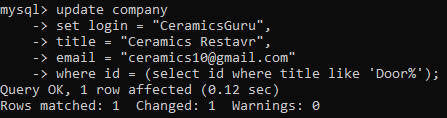 mysql> update company
-> set login = "CeramicsGuru",
-> title = "Ceramics Restavr",
-> email = "ceramics10@gmail.com"
-> where id = (select id where title like 'Door%');
Query OK, 1 row affected (0.12 sec)
Rows matched: 1  Changed: 1  Warnings: 0